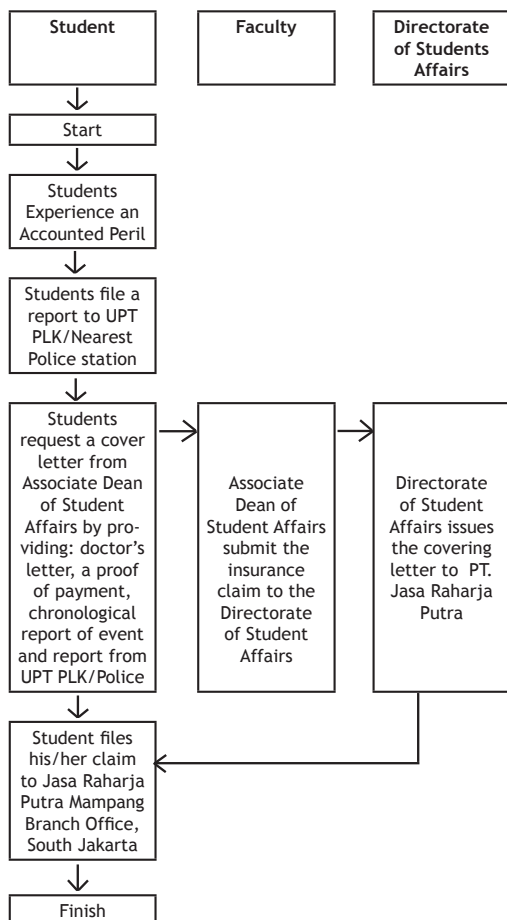 Student
Faculty
Directorate
of Students
Affairs
Start
Students
Experience an
Accounted Peril
Students file a
report to UPT
PLK/Nearest
Police station
Students
request a cover
letter from
Associate Dean
of Student
Affairs by pro-
viding: doctor's
letter, a proof
of payment,
chronological
report of event
and report from
UPT PLK/Police
Associate
Dean of
Student Affairs
submit the
insurance
claim to the
Directorate
of Student
Affairs
Directorate
of Student
Affairs issues
the covering
letter to PT.
Jasa Raharja
Putra
Student files
his/her claim
to Jasa Raharja
Putra Mampang
Branch Office,
South Jakarta
Finish